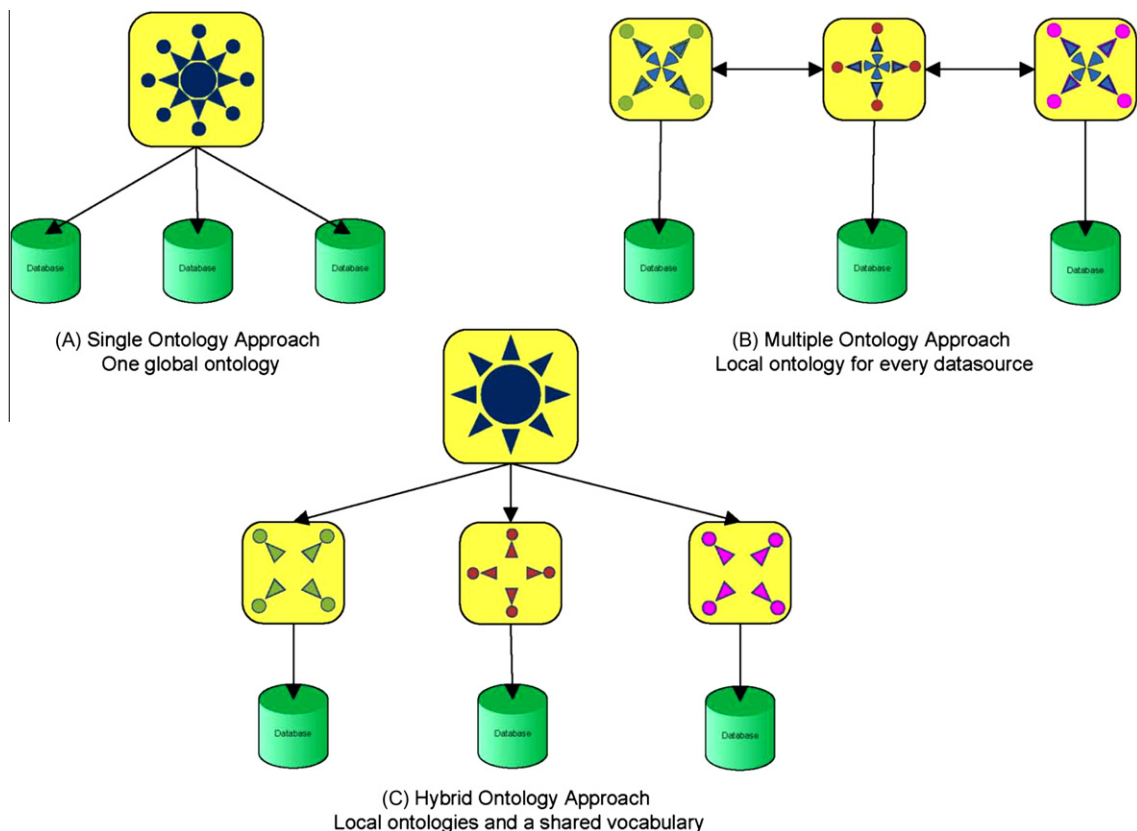 Database
Database
Database
(A) Single Ontology Approach
One global ontology
Database
Database
Database
(B) Multiple Ontology Approach
Local ontology for every datasource
Database
Database
Database
(C) Hybrid Ontology Approach
Local ontologies and a shared vocabulary